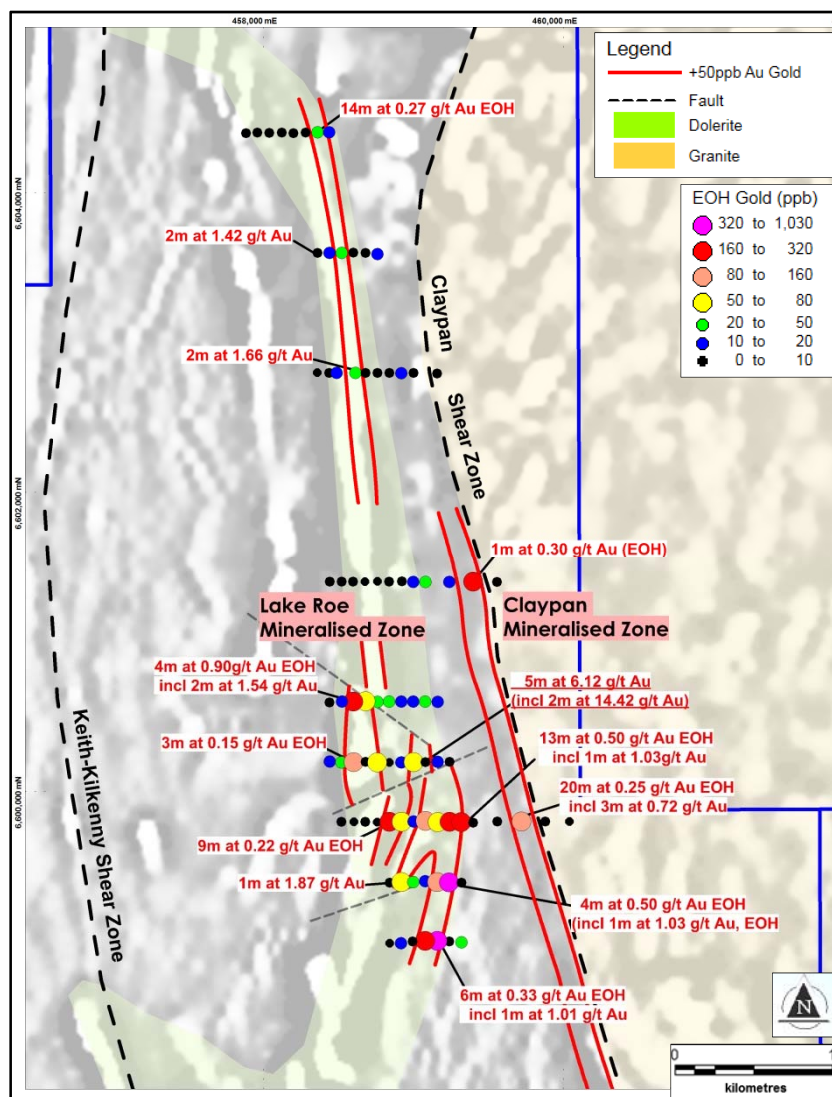 458,000 mE
460,000 mE
Legend
+50ppb Au Gold
Fault
Dolerite
Granite
EOH Gold (ppb)
320 to 1,030
160 to 320
80 to 160
50 to 80
20 to 50
10 to 20
0 to 10
14m at 0.27 g/t Au EOH
6,604,000 mN
2m at 1.42 g/t Au
Claypan
Shear Zone
2m at 1.66 g/t Au
6,602,000 mN
1m at 0.30 g/t Au (EOH)
Lake Roe
Mineralised Zone
Claypan
Mineralised Zone
4m at 0.90g/t Au EOH
incl 2m at 1.54 g/t Au
5m at 6.12 g/t Au
(incl 2m at 14.42 g/t Au)
3m at 0.15 g/t Au EOH
13m at 0.50 g/t Au EOH
incl 1m at 1.03g/t Au
Keith-Kilkenny Shear Zone
6,600,000 mN
20m at 0.25 g/t Au EOH
incl 3m at 0.72 g/t Au
9m at 0.22 g/t Au EOH
1m at 1.87 g/t Au
4m at 0.50 g/t Au EOH
(incl 1m at 1.03 g/t Au, EOH
6m at 0.33 g/t Au EOH
incl 1m at 1.01 g/t Au
N
0 1
kilometres